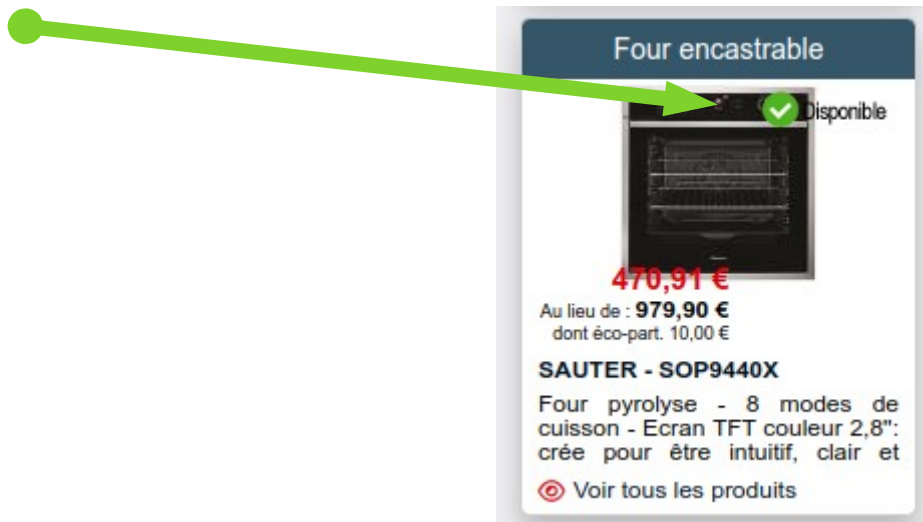 Four encastrable
Disponible
470,91 €
Au lieu de : 979,90 €
dont éco-part. 10,00 €
SAUTER - SOP9440X
Four pyrolyse - 8 modes de
cuisson - Ecran TFT couleur 2,8":
crée pour être intuitif, clair et
Voir tous les produits